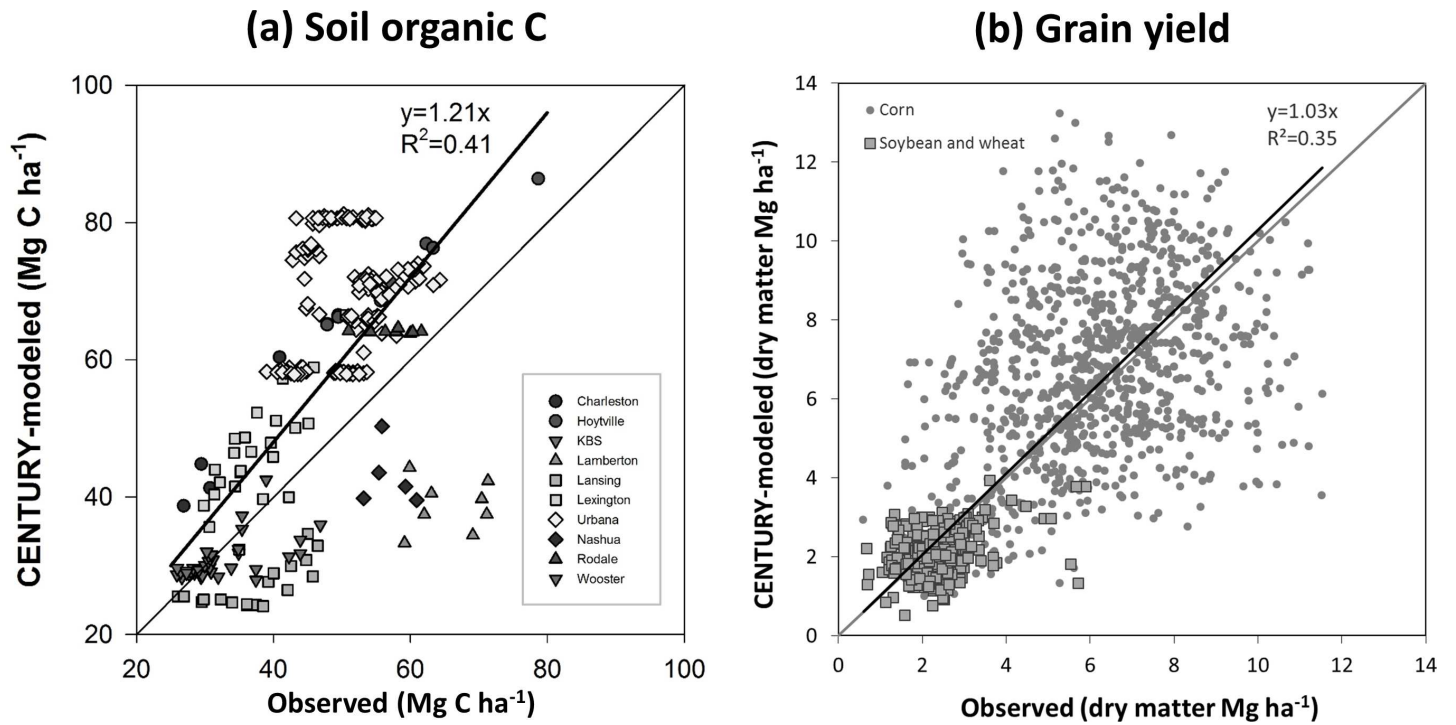 (a) Soil organic C
CENTURY-modeled (Mg C ha⁻¹)
100
80
60
40
20
y=1.21x
R²=0.41
Charleston
Hoytville
KBS
Lamberton
Lansing
Lexington
Urbana
Nashua
Rodale
Wooster
20 40 60 80 100
Observed (Mg C ha⁻¹)
(b) Grain yield
CENTURY-modeled (dry matter Mg ha⁻¹)
14
12
10
8
6
4
2
0
Corn
Soybean and wheat
y=1.03x
R²=0.35
0 2 4 6 8 10 12 14
Observed (dry matter Mg ha⁻¹)